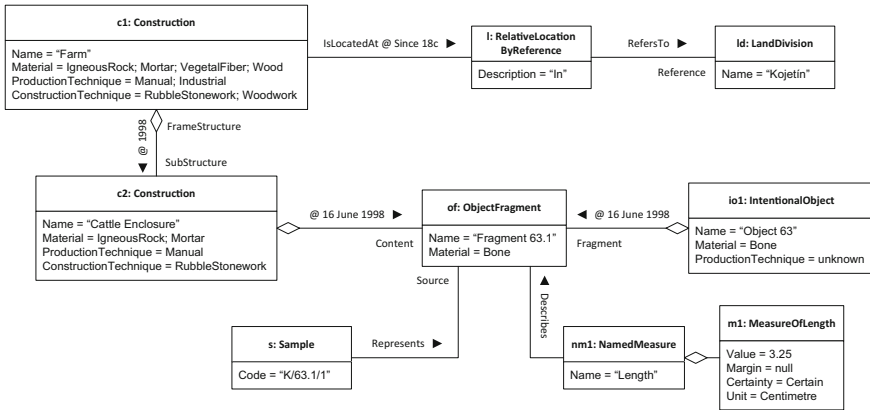 c1: Construction
Name = “Farm”
Material = IgneousRock; Mortar; VegetalFiber; Wood
ProductionTechnique = Manual; Industrial
ConstructionTechnique = RubbleStonework; Woodwork
IsLocatedAt @ Since 18c ►
l: RelativeLocation
ByReference
Description = “In”
RefersTo ►
Reference
ld: LandDivision
Name = “Kojetín”
@ 1998 ►
FrameStructure
SubStructure
c2: Construction
Name = “Cattle Enclosure”
Material = IgneousRock; Mortar
ProductionTechnique = Manual
ConstructionTechnique = RubbleStonework
@ 16 June 1998 ►
Content
of: ObjectFragment
Name = “Fragment 63.1”
Material = Bone
◄ @ 16 June 1998
Fragment
io1: IntentionalObject
Name = “Object 63”
Material = Bone
ProductionTechnique = unknown
Source
Describes ►
s: Sample
Code = “K/63.1/1”
Represents ►
nm1: NamedMeasure
Name = “Length”
m1: MeasureOfLength
Value = 3.25
Margin = null
Certainty = Certain
Unit = Centimetre